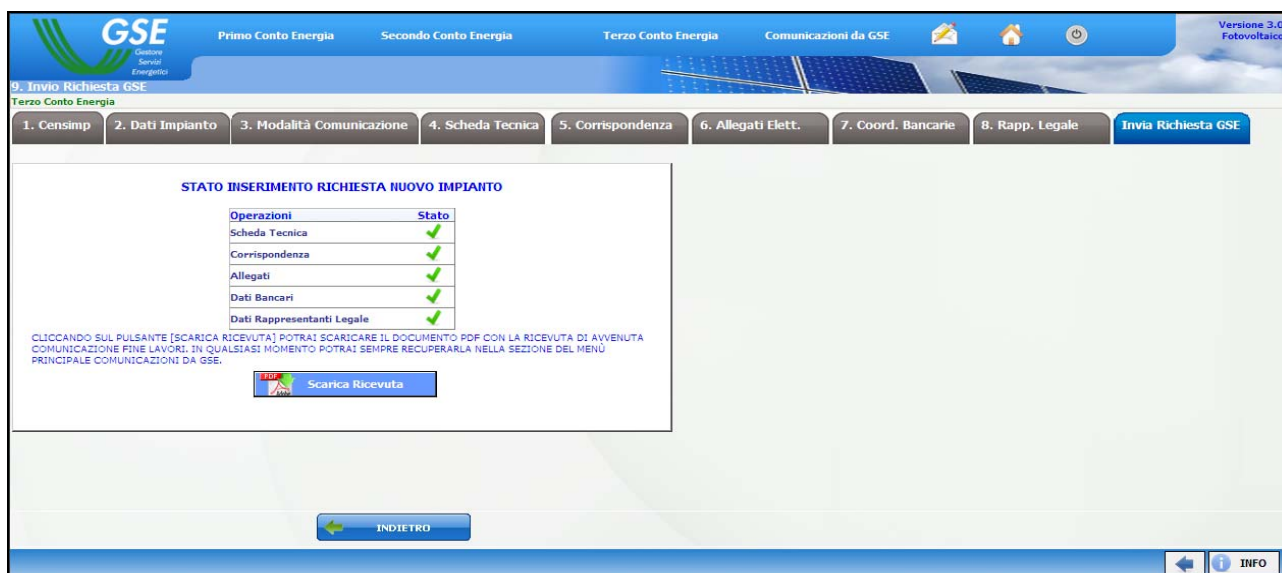 GSE
Gestore
Servizi
Energetici
Primo Conto Energia Secondo Conto Energia Terzo Conto Energia Comunicazioni da GSE
Versione 3.0
Fotovoltaico
9. Invio Richiesta GSE
Terzo Conto Energia
1. Censimp 2. Dati Impianto 3. Modalità Comunicazione 4. Scheda Tecnica 5. Corrispondenza 6. Allegati Elett. 7. Coord. Bancarie 8. Rapp. Legale Invia Richiesta GSE
STATO INSERIMENTO RICHIESTA NUOVO IMPIANTO
Operazioni Stato
Scheda Tecnica
Corrispondenza
Allegati
Dati Bancari
Dati Rappresentanti Legale
CLICCANDO SUL PULSANTE [SCARICA RICEVUTA] POTRAI SCARICARE IL DOCUMENTO PDF CON LA RICEVUTA DI AVVENUTA
COMUNICAZIONE FINE LAVORI. IN QUALSIASI MOMENTO POTRAI SEMPRE RECUPERARLA NELLA SEZIONE DEL MENÙ
PRINCIPALE COMUNICAZIONI DA GSE.
PDF
Adobe
Scarica Ricevuta
INDIETRO
INFO